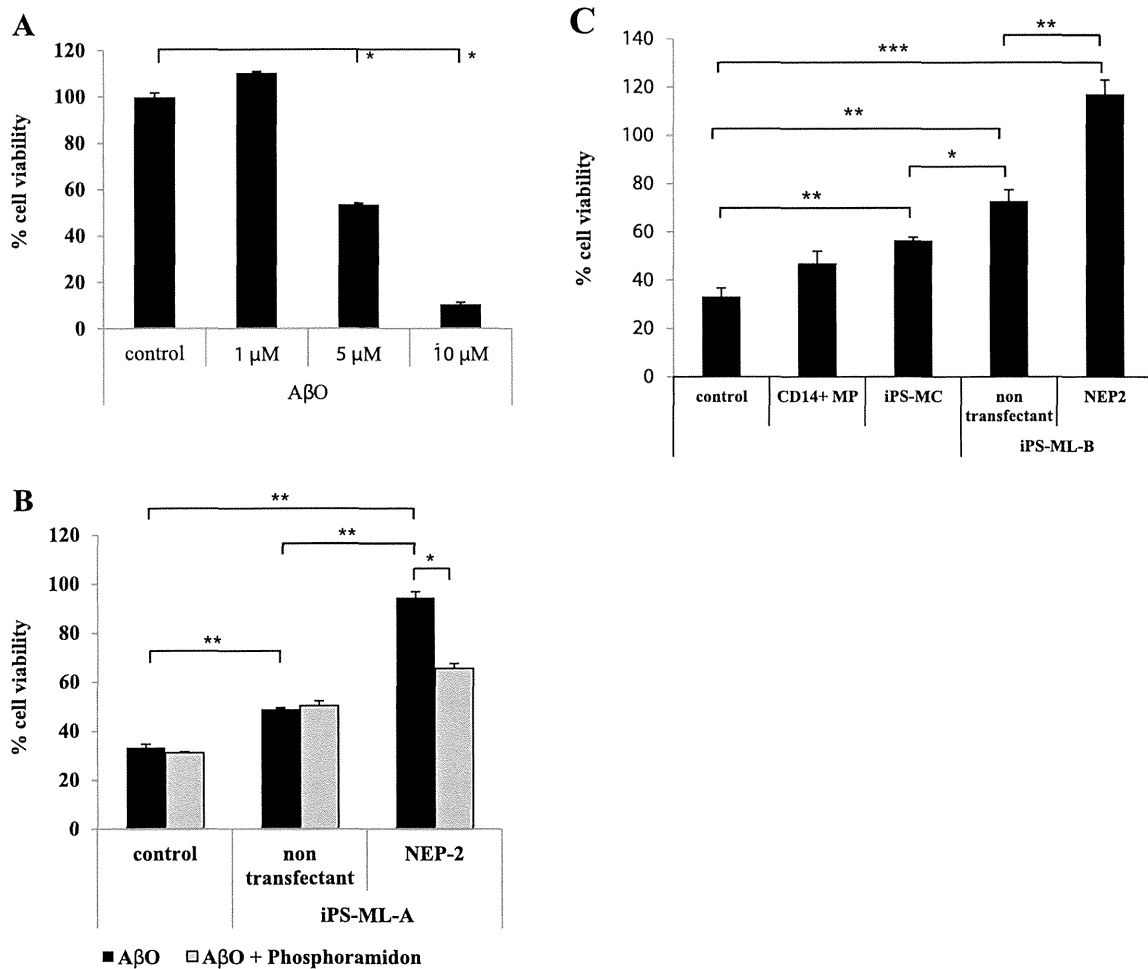 A
% cell viability
120
100
80
60
40
20
0
*
*
control
1 µM
5 µM
10 µM
AβO
B
% cell viability
120
100
80
60
40
20
0
**
**
*
**
control
non transfectant
NEP-2
iPS-ML-A
AβO
AβO + Phosphoramidon
C
% cell viability
140
120
100
80
60
40
20
0
**
***
**
*
**
control
CD14+ MP
iPS-MC
non transfectant
NEP2
iPS-ML-B